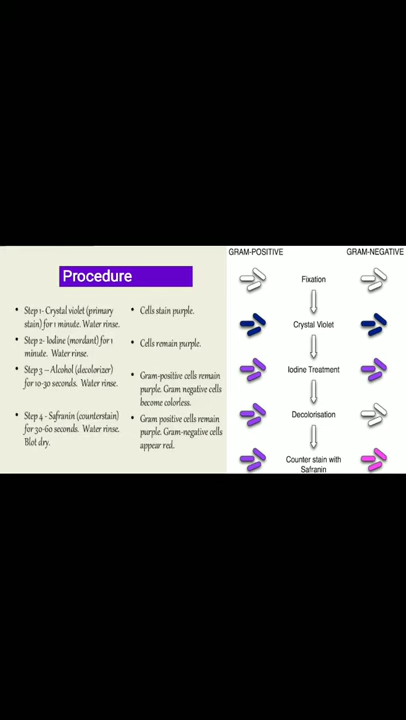 Procedure
• Step 1- Crystal violet (primary
stain) for 1 minute. Water rinse.
• Step 2- Iodine (mordant) for 1
minute. Water rinse.
• Step 3 – Alcohol (decolorizer)
for 10-30 seconds. Water rinse.
• Step 4 - Safranin (counterstain)
for 30-60 seconds. Water rinse.
Blot dry.
• Cells stain purple.
• Cells remain purple.
• Gram-positive cells remain
purple. Gram negative cells
become colorless.
• Gram positive cells remain
purple. Gram-negative cells
appear red.
GRAM-POSITIVE
GRAM-NEGATIVE
Fixation
Crystal Violet
Iodine Treatment
Decolorisation
Counter stain with
Safranin